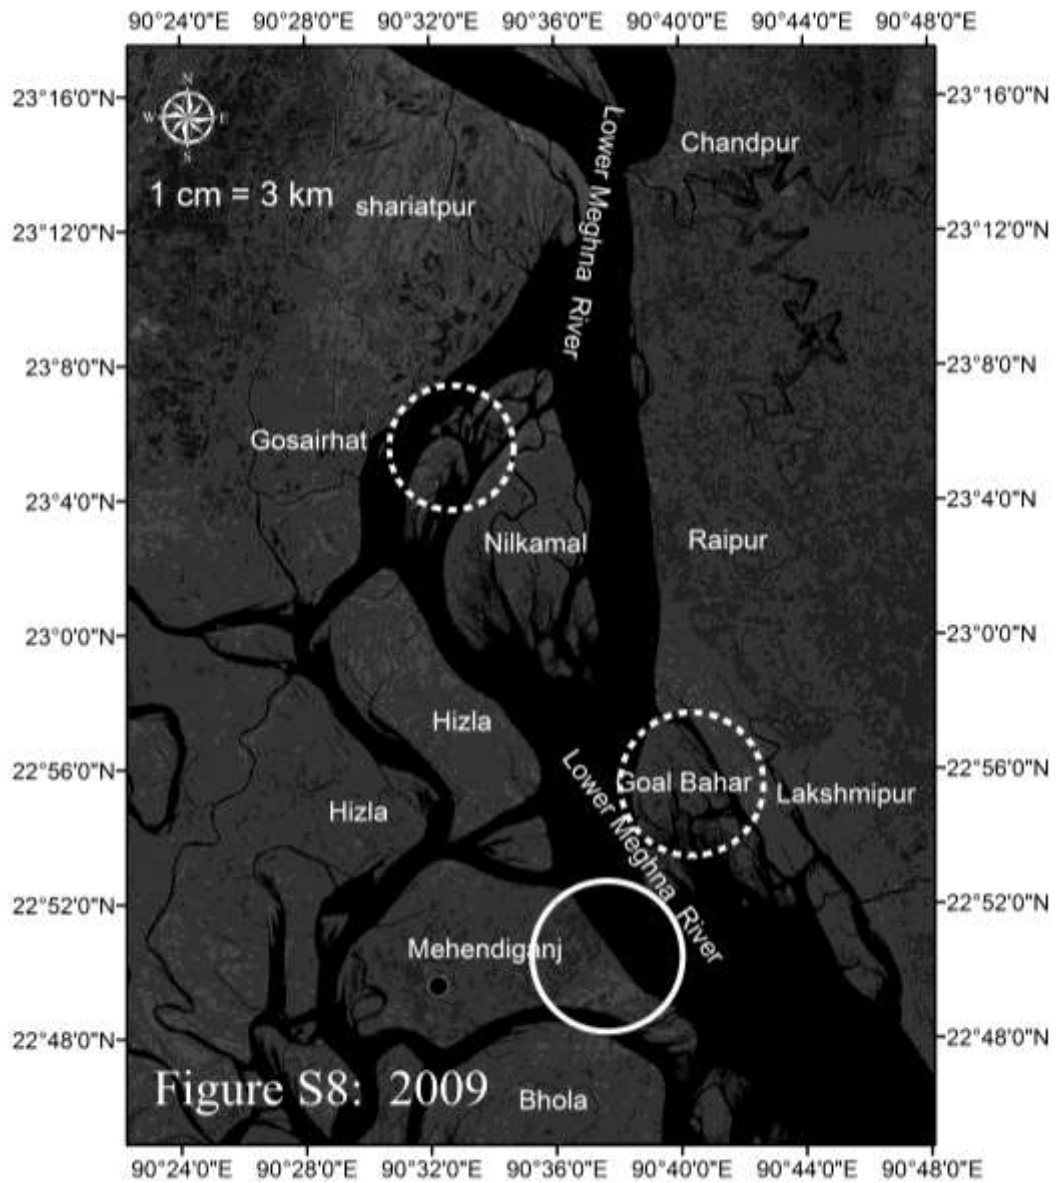 90°24'0"E 90°28'0"E 90°32'0"E 90°36'0"E 90°40'0"E 90°44'0"E 90°48'0"E
23°16'0"N 23°16'0"N
N
W E
S
Chandpur
1 cm = 3 km
shariatpur
Lower Meghna River
23°12'0"N 23°12'0"N
23°8'0"N 23°8'0"N
Gosairhat
23°4'0"N 23°4'0"N
Nilkamal Raipur
23°0'0"N 23°0'0"N
Hizla
22°56'0"N 22°56'0"N
Goal Bahar Lakshmipur
Hizla
Lower Meghna River
22°52'0"N 22°52'0"N
Mehendiganj
22°48'0"N 22°48'0"N
Figure S8: 2009
Bhola
90°24'0"E 90°28'0"E 90°32'0"E 90°36'0"E 90°40'0"E 90°44'0"E 90°48'0"E